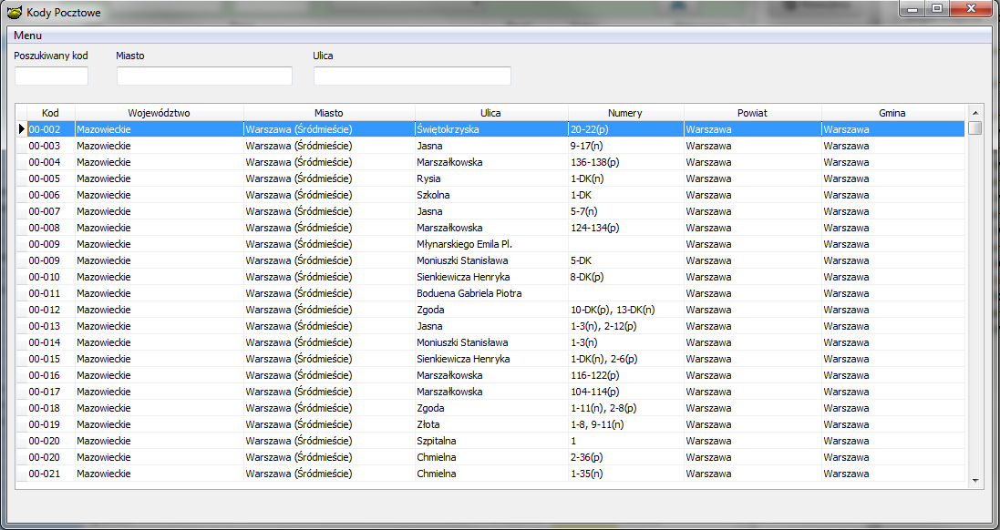 Kody Pocztowe
Menu
Poszukiwany kod Miasto Ulica
Kod Województwo Miasto Ulica Numery Powiat Gmina
00-002 Mazowieckie Warszawa (Śródmieście) Świętokrzyska 20-22(p) Warszawa Warszawa
00-003 Mazowieckie Warszawa (Śródmieście) Jasna 9-17(n) Warszawa Warszawa
00-004 Mazowieckie Warszawa (Śródmieście) Marszałkowska 136-138(p) Warszawa Warszawa
00-005 Mazowieckie Warszawa (Śródmieście) Rysia 1-DK(n) Warszawa Warszawa
00-006 Mazowieckie Warszawa (Śródmieście) Szkolna 1-DK Warszawa Warszawa
00-007 Mazowieckie Warszawa (Śródmieście) Jasna 5-7(n) Warszawa Warszawa
00-008 Mazowieckie Warszawa (Śródmieście) Marszałkowska 124-134(p) Warszawa Warszawa
00-009 Mazowieckie Warszawa (Śródmieście) Młynarskiego Emila Pl. Warszawa Warszawa
00-009 Mazowieckie Warszawa (Śródmieście) Moniuszki Stanisława 5-DK Warszawa Warszawa
00-010 Mazowieckie Warszawa (Śródmieście) Sienkiewicza Henryka 8-DK(p) Warszawa Warszawa
00-011 Mazowieckie Warszawa (Śródmieście) Boduena Gabriela Piotra Warszawa Warszawa
00-012 Mazowieckie Warszawa (Śródmieście) Zgoda 10-DK(p), 13-DK(n) Warszawa Warszawa
00-013 Mazowieckie Warszawa (Śródmieście) Jasna 1-3(n), 2-12(p) Warszawa Warszawa
00-014 Mazowieckie Warszawa (Śródmieście) Moniuszki Stanisława 1-3(n) Warszawa Warszawa
00-015 Mazowieckie Warszawa (Śródmieście) Sienkiewicza Henryka 1-DK(n), 2-6(p) Warszawa Warszawa
00-016 Mazowieckie Warszawa (Śródmieście) Marszałkowska 116-122(p) Warszawa Warszawa
00-017 Mazowieckie Warszawa (Śródmieście) Marszałkowska 104-114(p) Warszawa Warszawa
00-018 Mazowieckie Warszawa (Śródmieście) Zgoda 1-11(n), 2-8(p) Warszawa Warszawa
00-019 Mazowieckie Warszawa (Śródmieście) Złota 1-8, 9-11(n) Warszawa Warszawa
00-020 Mazowieckie Warszawa (Śródmieście) Szpitalna 1 Warszawa Warszawa
00-020 Mazowieckie Warszawa (Śródmieście) Chmielna 2-36(p) Warszawa Warszawa
00-021 Mazowieckie Warszawa (Śródmieście) Chmielna 1-35(n) Warszawa Warszawa